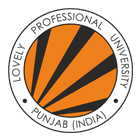 LOVELY PROFESSIONAL UNIVERSITY
• PUNJAB (INDIA) •